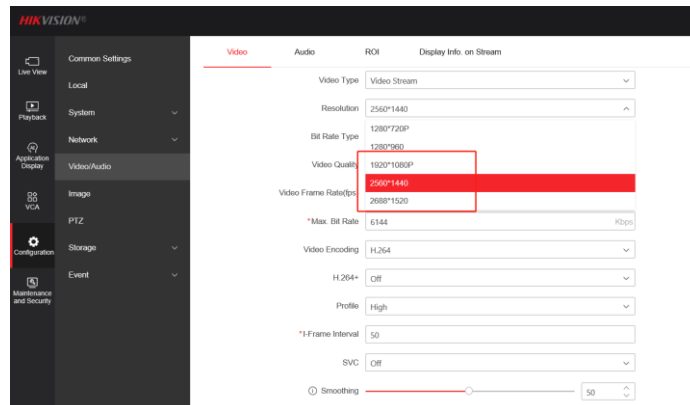 HIKVISION®
Video Audio ROI Display Info. on Stream
Live View
Playback
Application
Display
VCA
Configuration
Maintenance
and Security
Common Settings
Local
System
Network
Video/Audio
Image
PTZ
Storage
Event
Video Type Video Stream
Resolution 2560*1440
1280*720P
Bit Rate Type
1280*960
Video Quality 1920*1080P
2560*1440
Video Frame Rate(fps)
2688*1520
*Max. Bit Rate 6144 Kbps
Video Encoding H.264
H.264+ Off
Profile High
*I-Frame Interval 50
SVC Off
Smoothing 50